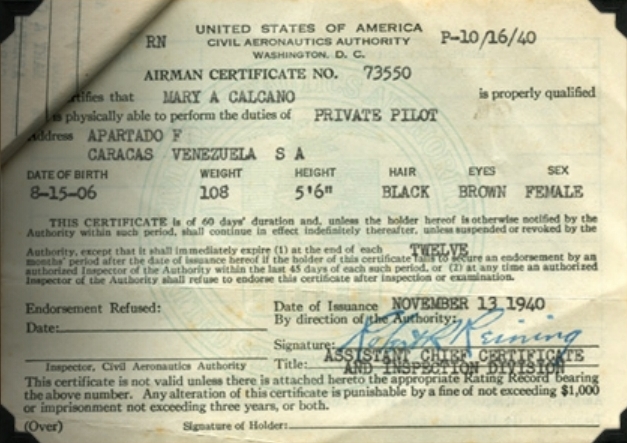 UNITED STATES OF AMERICA
RN CIVIL AERONAUTICS AUTHORITY P-10/16/40
WASHINGTON, D. C.
AIRMAN CERTIFICATE NO. 73550
tifies that MARY A CALCANO is properly qualified
is physically able to perform the duties of PRIVATE PILOT
Address APARTADO F
CARACAS VENEZUELA S A
DATE OF BIRTH WEIGHT HEIGHT HAIR EYES SEX
8-15-06 108 5'6" BLACK BROWN FEMALE
THIS CERTIFICATE is of 60 days' duration and, unless the holder hereof is otherwise notified by the
Authority within such period, shall continue in effect indefinitely thereafter, unless suspended or revoked by the
Authority, except that it shall immediately expire (1) at the end of each TWELVE
months' period after the date of issuance hereof if the holder of this certificate fails to secure an endorsement by an
authorized Inspector of the Authority within the last 45 days of each such period, or (2) at any time an authorized
Inspector of the Authority shall refuse to endorse this certificate after inspection or examination.
Endorsement Refused: Date of Issuance NOVEMBER 13 1940
Date: By direction of the Authority:
Signature: Robert R Reining
Inspector, Civil Aeronautics Authority Title: ASSISTANT CHIEF CERTIFICATE
AND INSPECTION DIVISION
This certificate is not valid unless there is attached hereto the appropriate Rating Record bearing
the above number. Any alteration of this certificate is punishable by a fine of not exceeding $1,000
or imprisonment not exceeding three years, or both.
(Over) Signature of Holder: